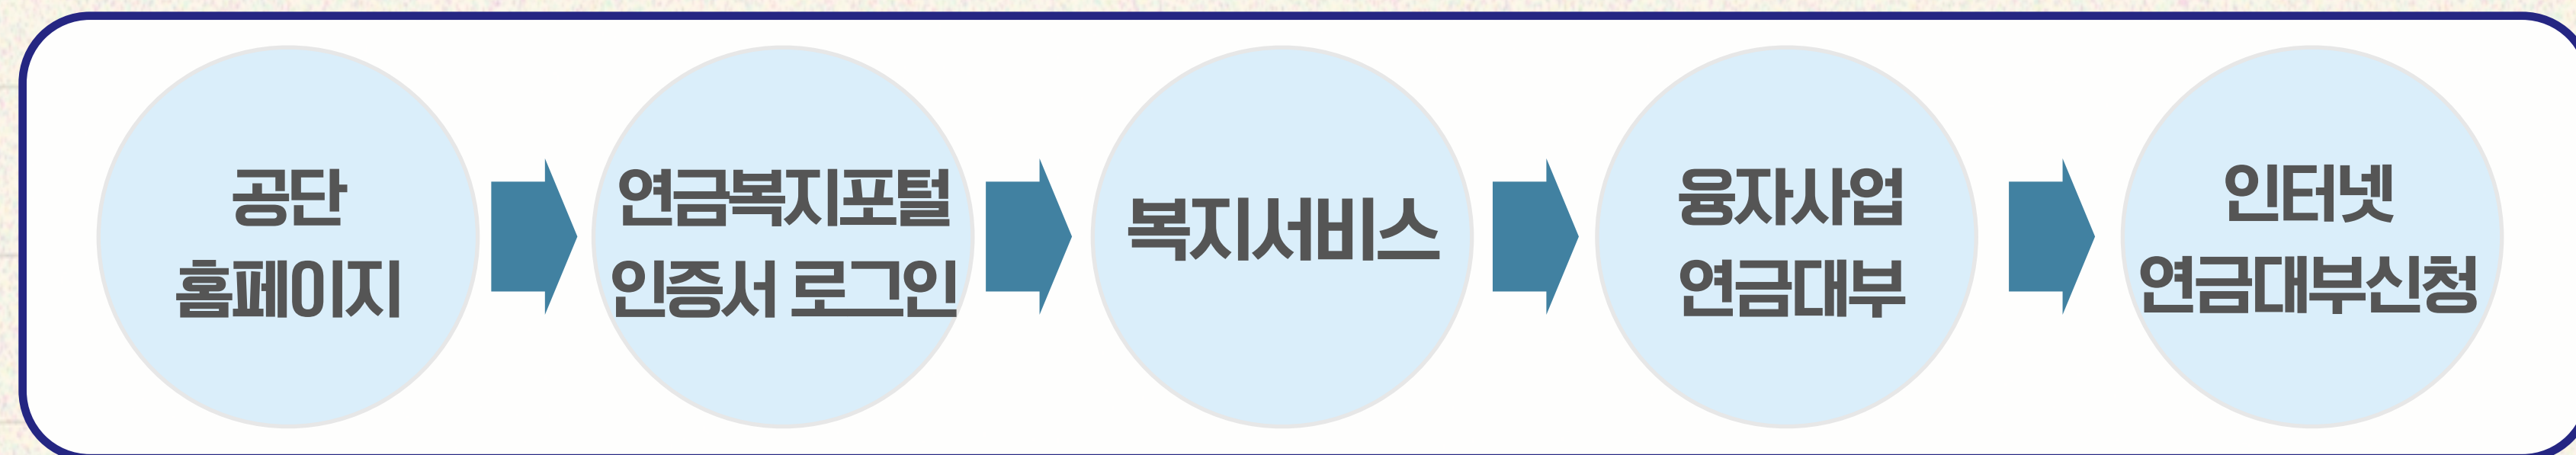 공단
홈페이지
연금복지포털
인증서 로그인
복지서비스
융자사업
연금대부
인터넷
연금대부신청